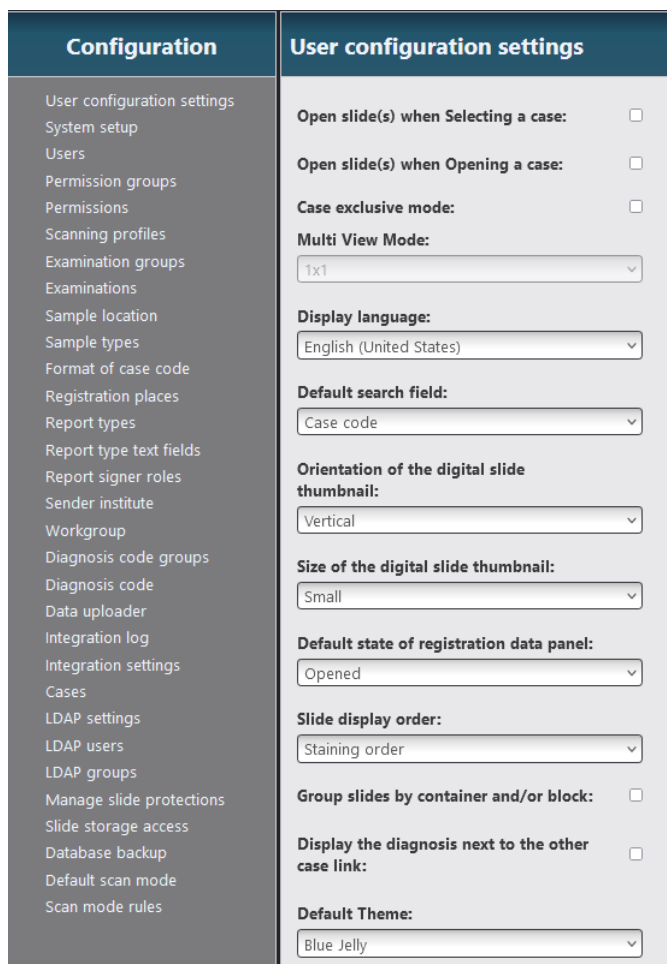 Configuration
User configuration settings
System setup
Users
Permission groups
Permissions
Scanning profiles
Examination groups
Examinations
Sample location
Sample types
Format of case code
Registration places
Report types
Report type text fields
Report signer roles
Sender institute
Workgroup
Diagnosis code groups
Diagnosis code
Data uploader
Integration log
Integration settings
Cases
LDAP settings
LDAP users
LDAP groups
Manage slide protections
Slide storage access
Database backup
Default scan mode
Scan mode rules
User configuration settings
Open slide(s) when Selecting a case:
Open slide(s) when Opening a case:
Case exclusive mode:
Multi View Mode:
1x1
Display language:
English (United States)
Default search field:
Case code
Orientation of the digital slide
thumbnail:
Vertical
Size of the digital slide thumbnail:
Small
Default state of registration data panel:
Opened
Slide display order:
Staining order
Group slides by container and/or block:
Display the diagnosis next to the other
case link:
Default Theme:
Blue Jelly